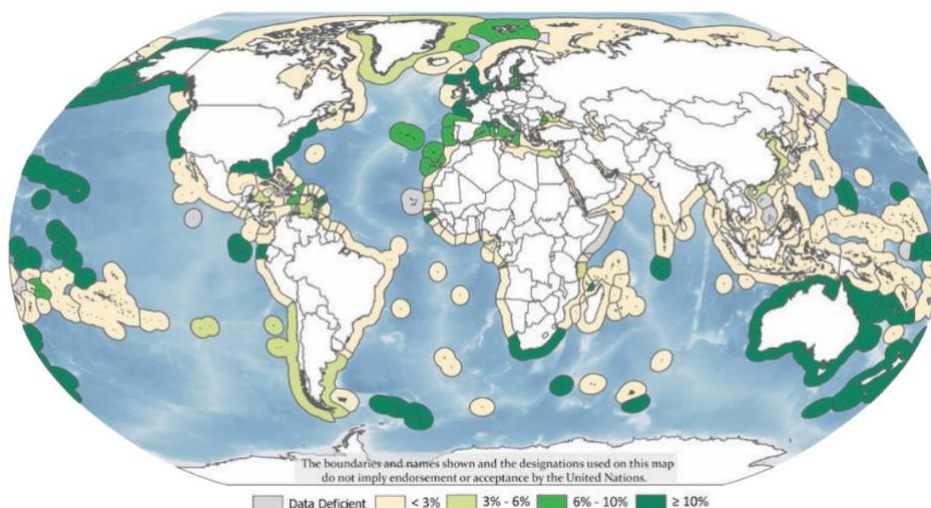 The boundaries and names shown and the designations used on this map
do not imply endorsement or acceptance by the United Nations.
Data Deficient < 3% 3% - 6% 6% - 10% ≥ 10%